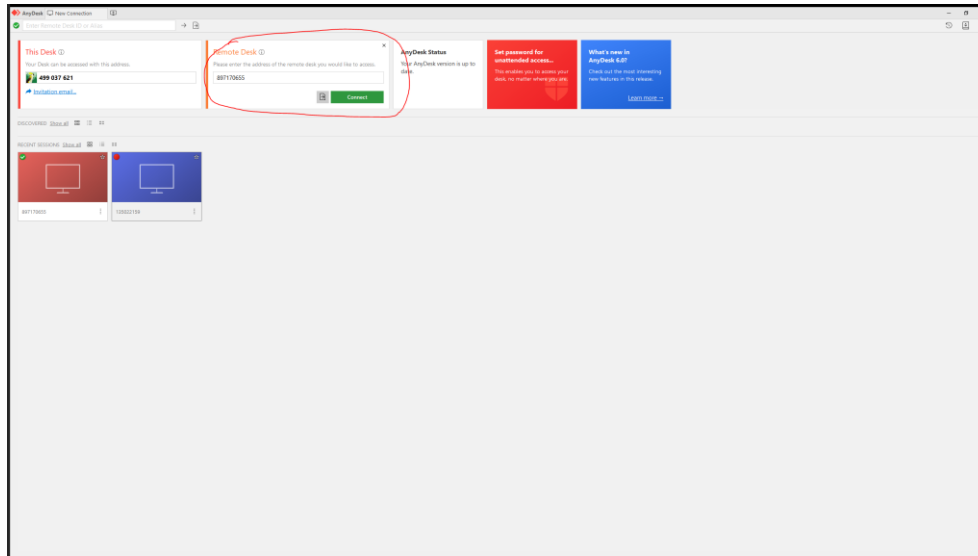 AnyDesk
New Connection
Enter Remote Desk ID or Alias
This Desk
Your Desk can be accessed with this address.
499 037 621
Invitation email...
Remote Desk
Please enter the address of the remote desk you would like to access.
897170655
Connect
AnyDesk Status
Your AnyDesk version is up to
date.
Set password for
unattended access...
This enables you to access your
desk, no matter where you are.
What's new in
AnyDesk 6.0?
Check out the most interesting
new features in this release.
Learn more →
DISCOVERED Show all
RECENT SESSIONS Show all
897170655